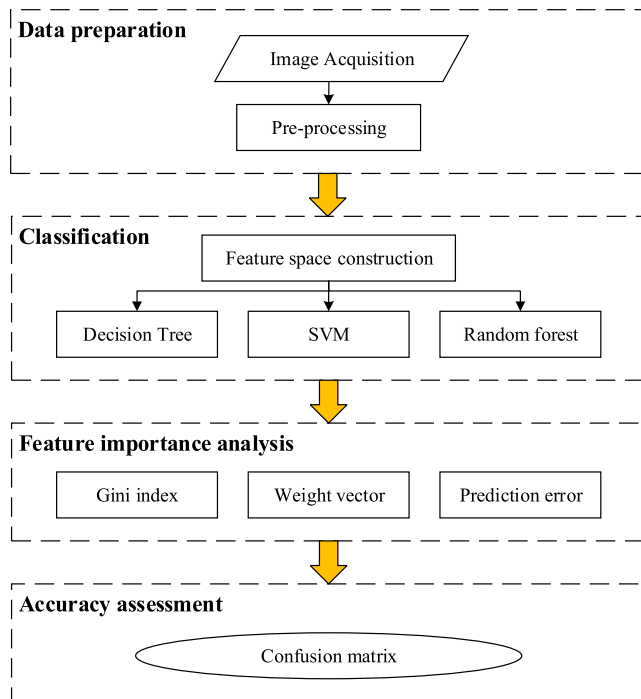 Data preparation
Image Acquisition
Pre-processing
Classification
Feature space construction
Decision Tree
SVM
Random forest
Feature importance analysis
Gini index
Weight vector
Prediction error
Accuracy assessment
Confusion matrix